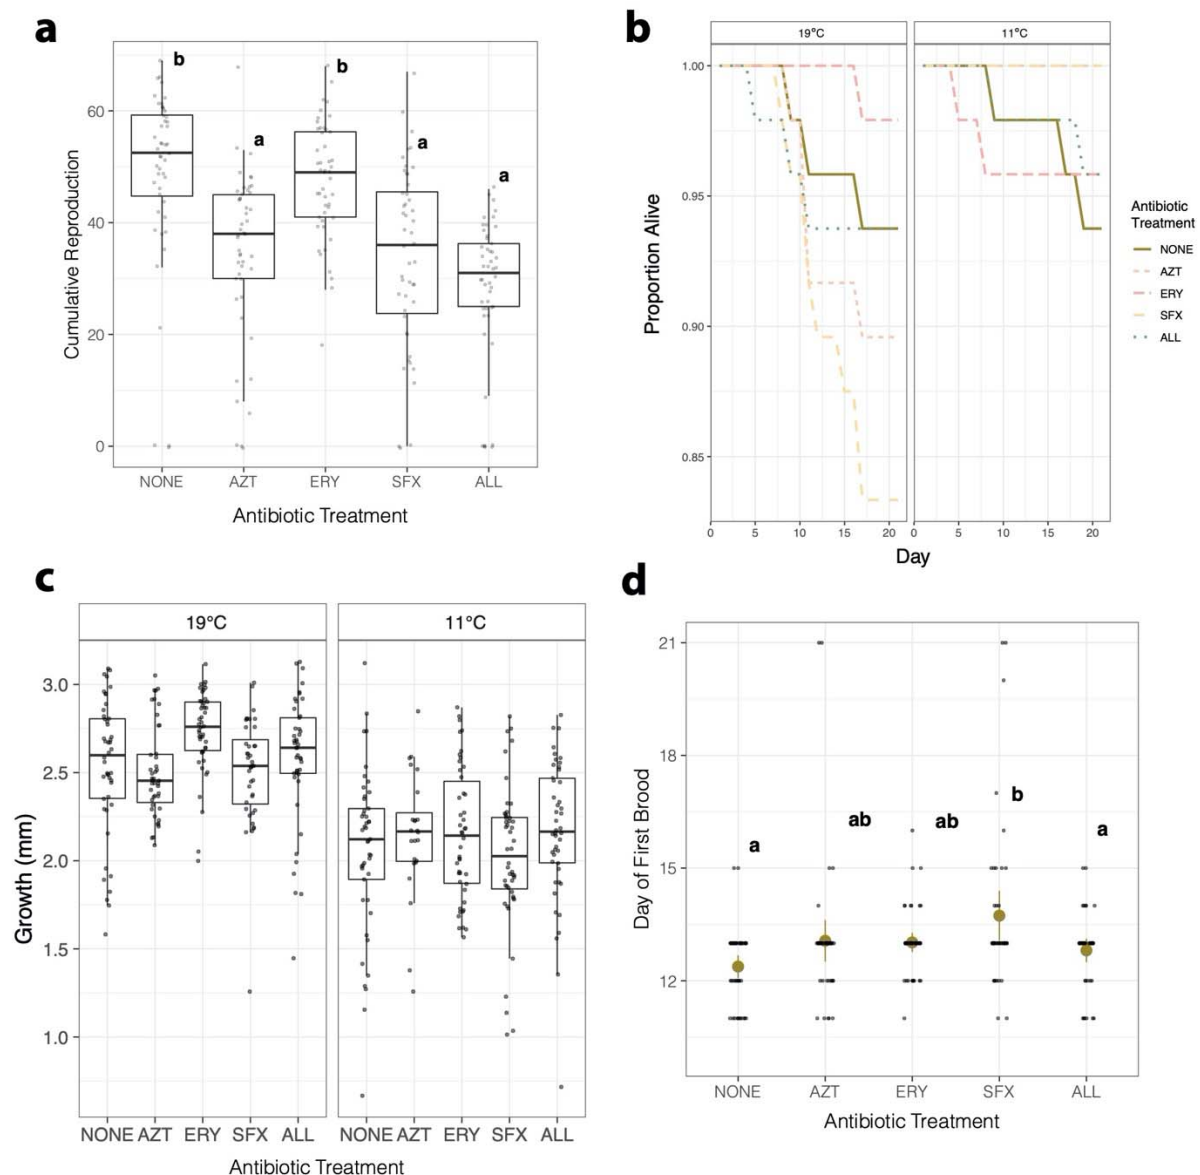 a
b
b
a
a
a
60
40
20
0
Cumulative Reproduction
NONE AZT ERY SFX ALL
Antibiotic Treatment
b
19°C 11°C
1.00
0.95
0.90
0.85
Proportion Alive
0 5 10 15 20 0 5 10 15 20
Day
Antibiotic
Treatment
NONE
AZT
ERY
SFX
ALL
c
19°C 11°C
3.0
2.5
2.0
1.5
1.0
Growth (mm)
NONE AZT ERY SFX ALL NONE AZT ERY SFX ALL
Antibiotic Treatment
d
21
18
15
12
Day of First Brood
a
ab
ab
b
a
NONE AZT ERY SFX ALL
Antibiotic Treatment